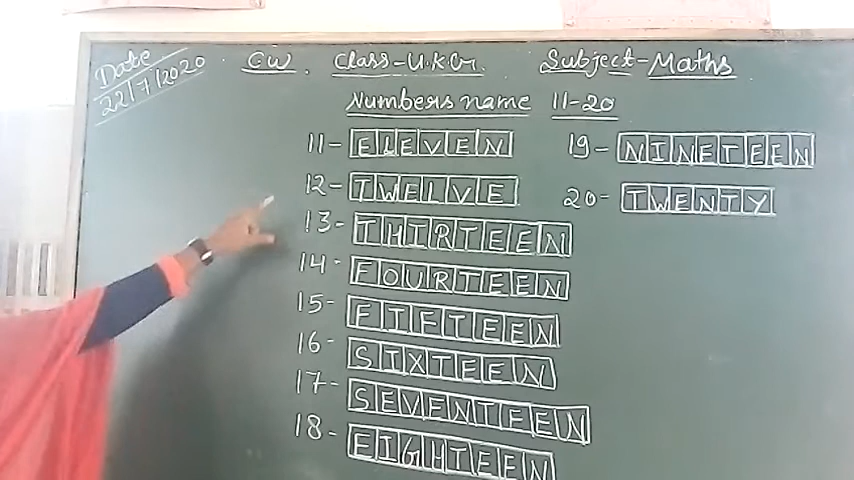 Date
22/7/2020
CW. Class-U.K.G. Subject-Maths
Numbers name 11-20
11- ELEVEN
12- TWELVE
13- THIRTEEN
14- FOURTEEN
15- FIFTEEN
16- SIXTEEN
17- SEVENTEEN
18- EIGHTEEN
19- NINETEEN
20- TWENTY